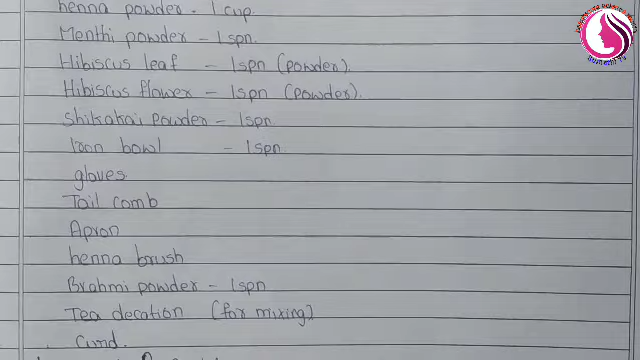 henna powder - 1 cup.
Menthi powder - 1 spn.
Hibiscus leaf - 1 spn (powder).
Hibiscus flower - 1 spn (powder).
Shikakai powder - 1 spn.
Iron bowl - 1 spn.
gloves
Tail comb
Apron
henna brush
Brahmi powder - 1 spn
Tea decation (for mixing)